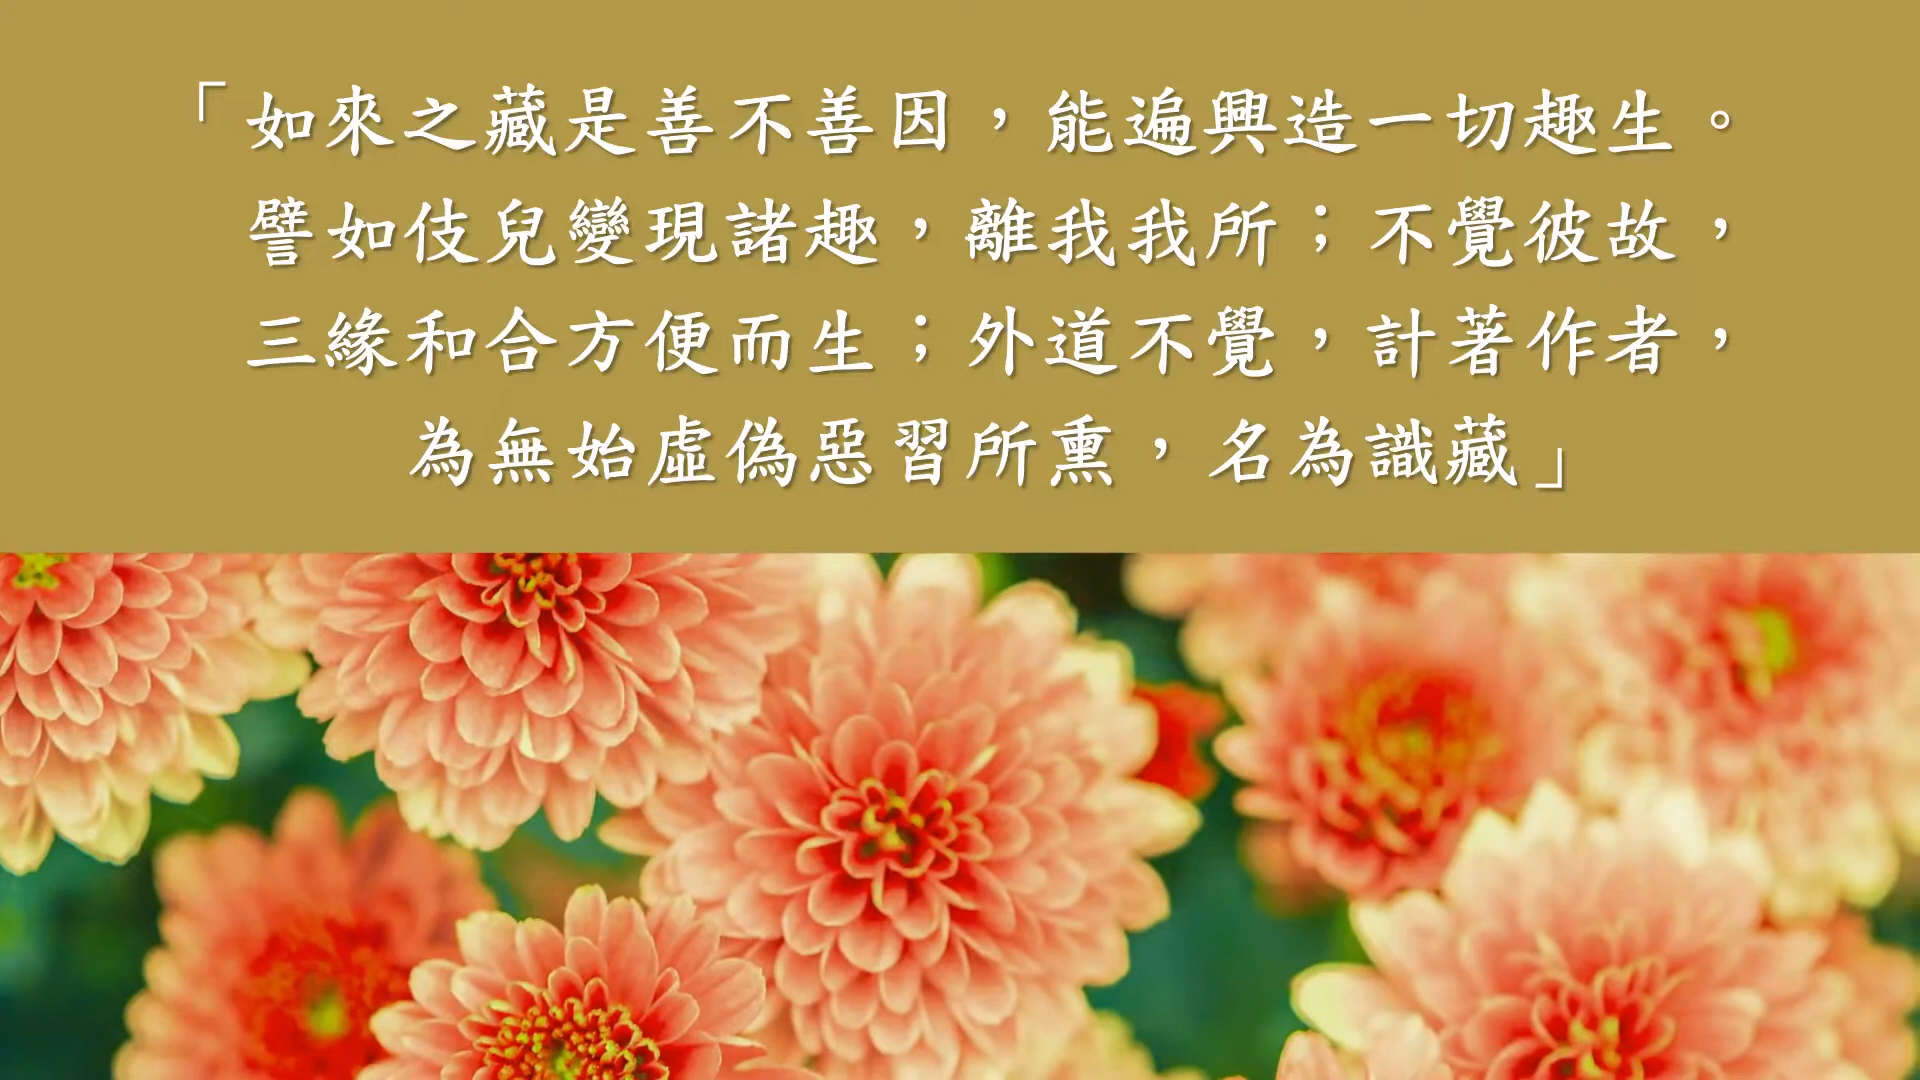 「如來之藏是善不善因，能遍興造一切趣生。
譬如伎兒變現諸趣，離我我所；不覺彼故，
三緣和合方便而生；外道不覺，計著作者，
為無始虛偽惡習所熏，名為識藏」